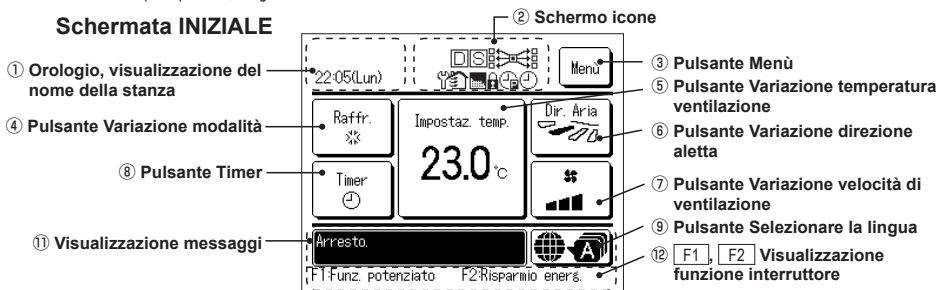 Schermata INIZIALE
② Schermo icone
① Orologio, visualizzazione del
nome della stanza
22:05(Lun)
D S
Menù
③ Pulsante Menù
④ Pulsante Variazione modalità
Raffr.
Impostaz. temp.
23.0 °C
Dir. Aria
⑤ Pulsante Variazione temperatura
ventilazione
⑥ Pulsante Variazione direzione
aletta
⑧ Pulsante Timer
Timer
⑦ Pulsante Variazione velocità di
ventilazione
⑪ Visualizzazione messaggi
Arresto.
A
⑨ Pulsante Selezionare la lingua
F1:Funz. potenziato F2:Risparmio energ.
⑫ F1, F2 Visualizzazione
funzione interruttore